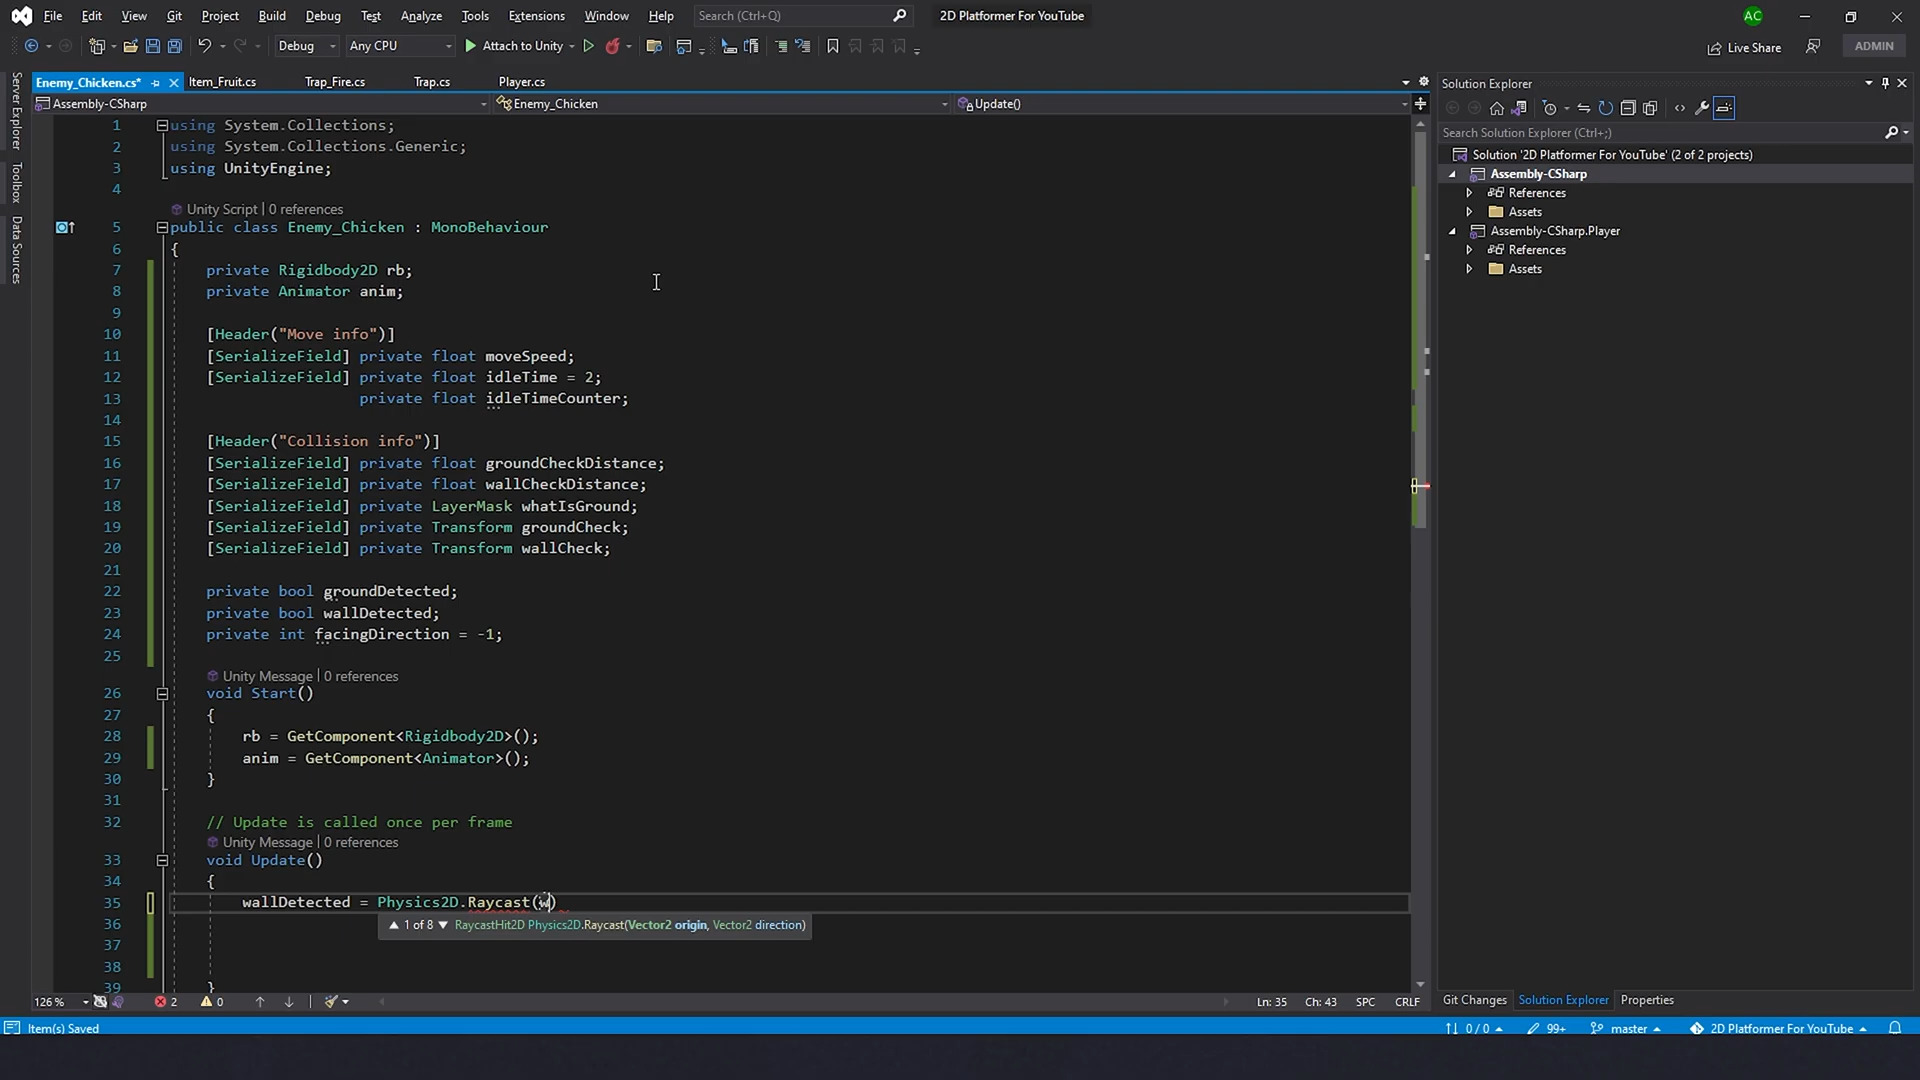 File Edit View Git Project Build Debug Test Analyze Tools Extensions Window Help Search (Ctrl+Q) 2D Platformer For YouTube AC
Debug Any CPU Attach to Unity Live Share ADMIN
Enemy_Chicken.cs* Item_Fruit.cs Trap_Fire.cs Trap.cs Player.cs
Assembly-CSharp Enemy_Chicken Update()
Server Explorer
Toolbox
Data Sources
1 using System.Collections;
2 using System.Collections.Generic;
3 using UnityEngine;
4
Unity Script | 0 references
5 public class Enemy_Chicken : MonoBehaviour
6 {
7 private Rigidbody2D rb;
8 private Animator anim;
9
10 [Header("Move info")]
11 [SerializeField] private float moveSpeed;
12 [SerializeField] private float idleTime = 2;
13 private float idleTimeCounter;
14
15 [Header("Collision info")]
16 [SerializeField] private float groundCheckDistance;
17 [SerializeField] private float wallCheckDistance;
18 [SerializeField] private LayerMask whatIsGround;
19 [SerializeField] private Transform groundCheck;
20 [SerializeField] private Transform wallCheck;
21
22 private bool groundDetected;
23 private bool wallDetected;
24 private int facingDirection = -1;
25
Unity Message | 0 references
26 void Start()
27 {
28 rb = GetComponent<Rigidbody2D>();
29 anim = GetComponent<Animator>();
30 }
31
32 // Update is called once per frame
Unity Message | 0 references
33 void Update()
34 {
35 wallDetected = Physics2D.Raycast(w)
36 1 of 8 RaycastHit2D Physics2D.Raycast(Vector2 origin, Vector2 direction)
37
38
39 }
126 % 2 0 Ln: 35 Ch: 43 SPC CRLF
Solution Explorer
Search Solution Explorer (Ctrl+;)
Solution '2D Platformer For YouTube' (2 of 2 projects)
Assembly-CSharp
References
Assets
Assembly-CSharp.Player
References
Assets
Git Changes Solution Explorer Properties
Item(s) Saved 0 / 0 99+ master 2D Platformer For YouTube